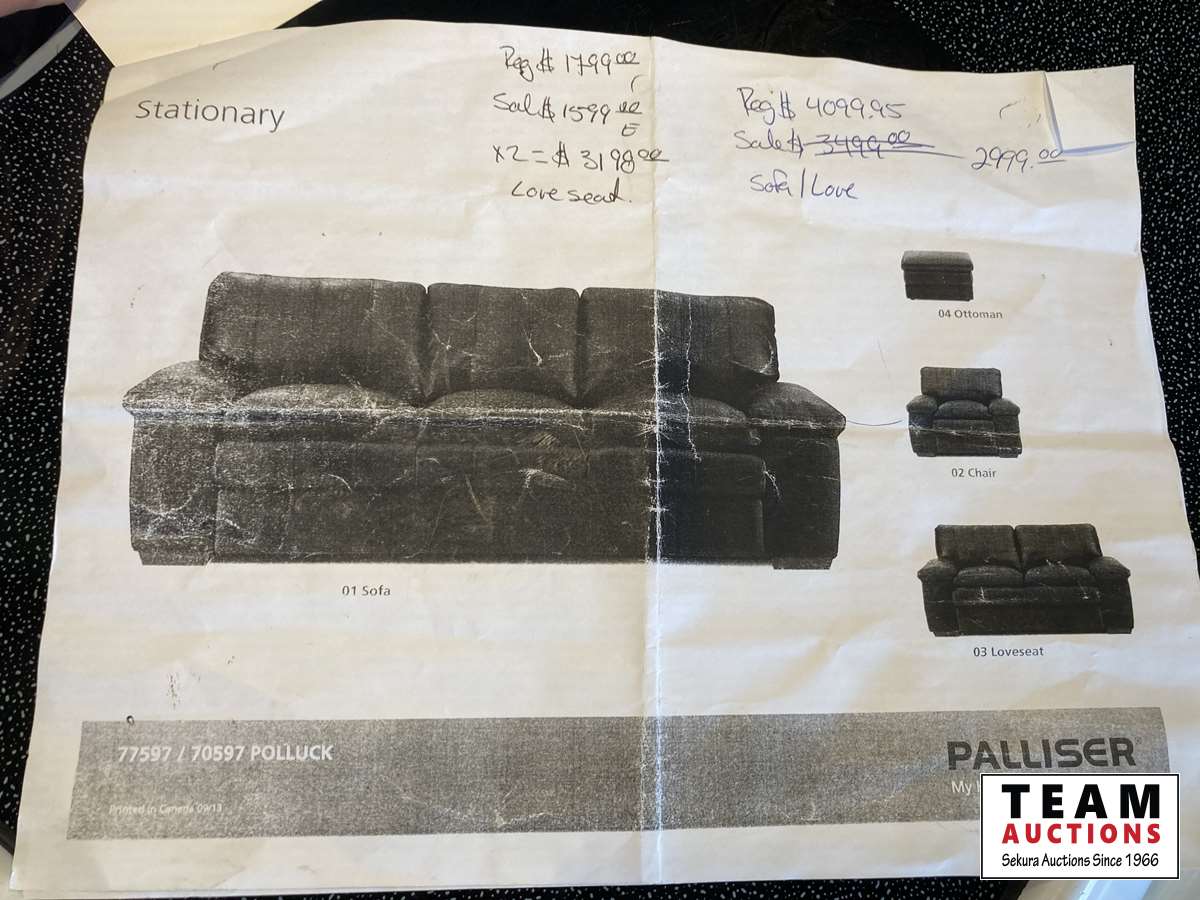 Stationary
Reg $ 1799.00
Sale $ 1599.00
x2 = $ 3198.00
Love seat.
Reg $ 4099.95
Sale $ 3499.00 2999.00
Sofa / Love
04 Ottoman
02 Chair
01 Sofa
03 Loveseat
77597 / 70597 POLLUCK
Printed in Canada 09/13
PALLISER
My
TEAM
AUCTIONS
Sekura Auctions Since 1966